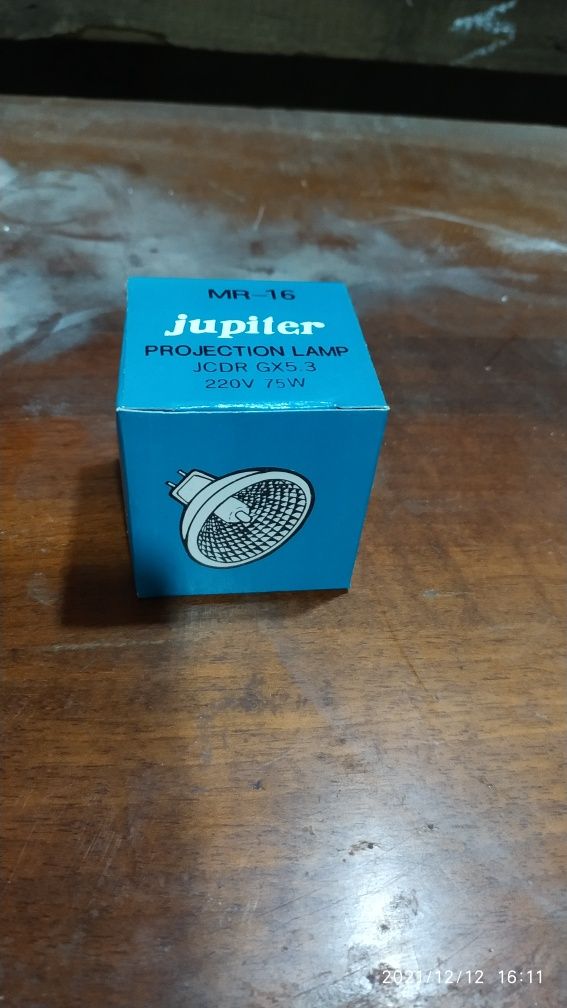 MR-16
jupiter
PROJECTION LAMP
JCDR GX5.3
220V 75W
2021/12/12 16:11